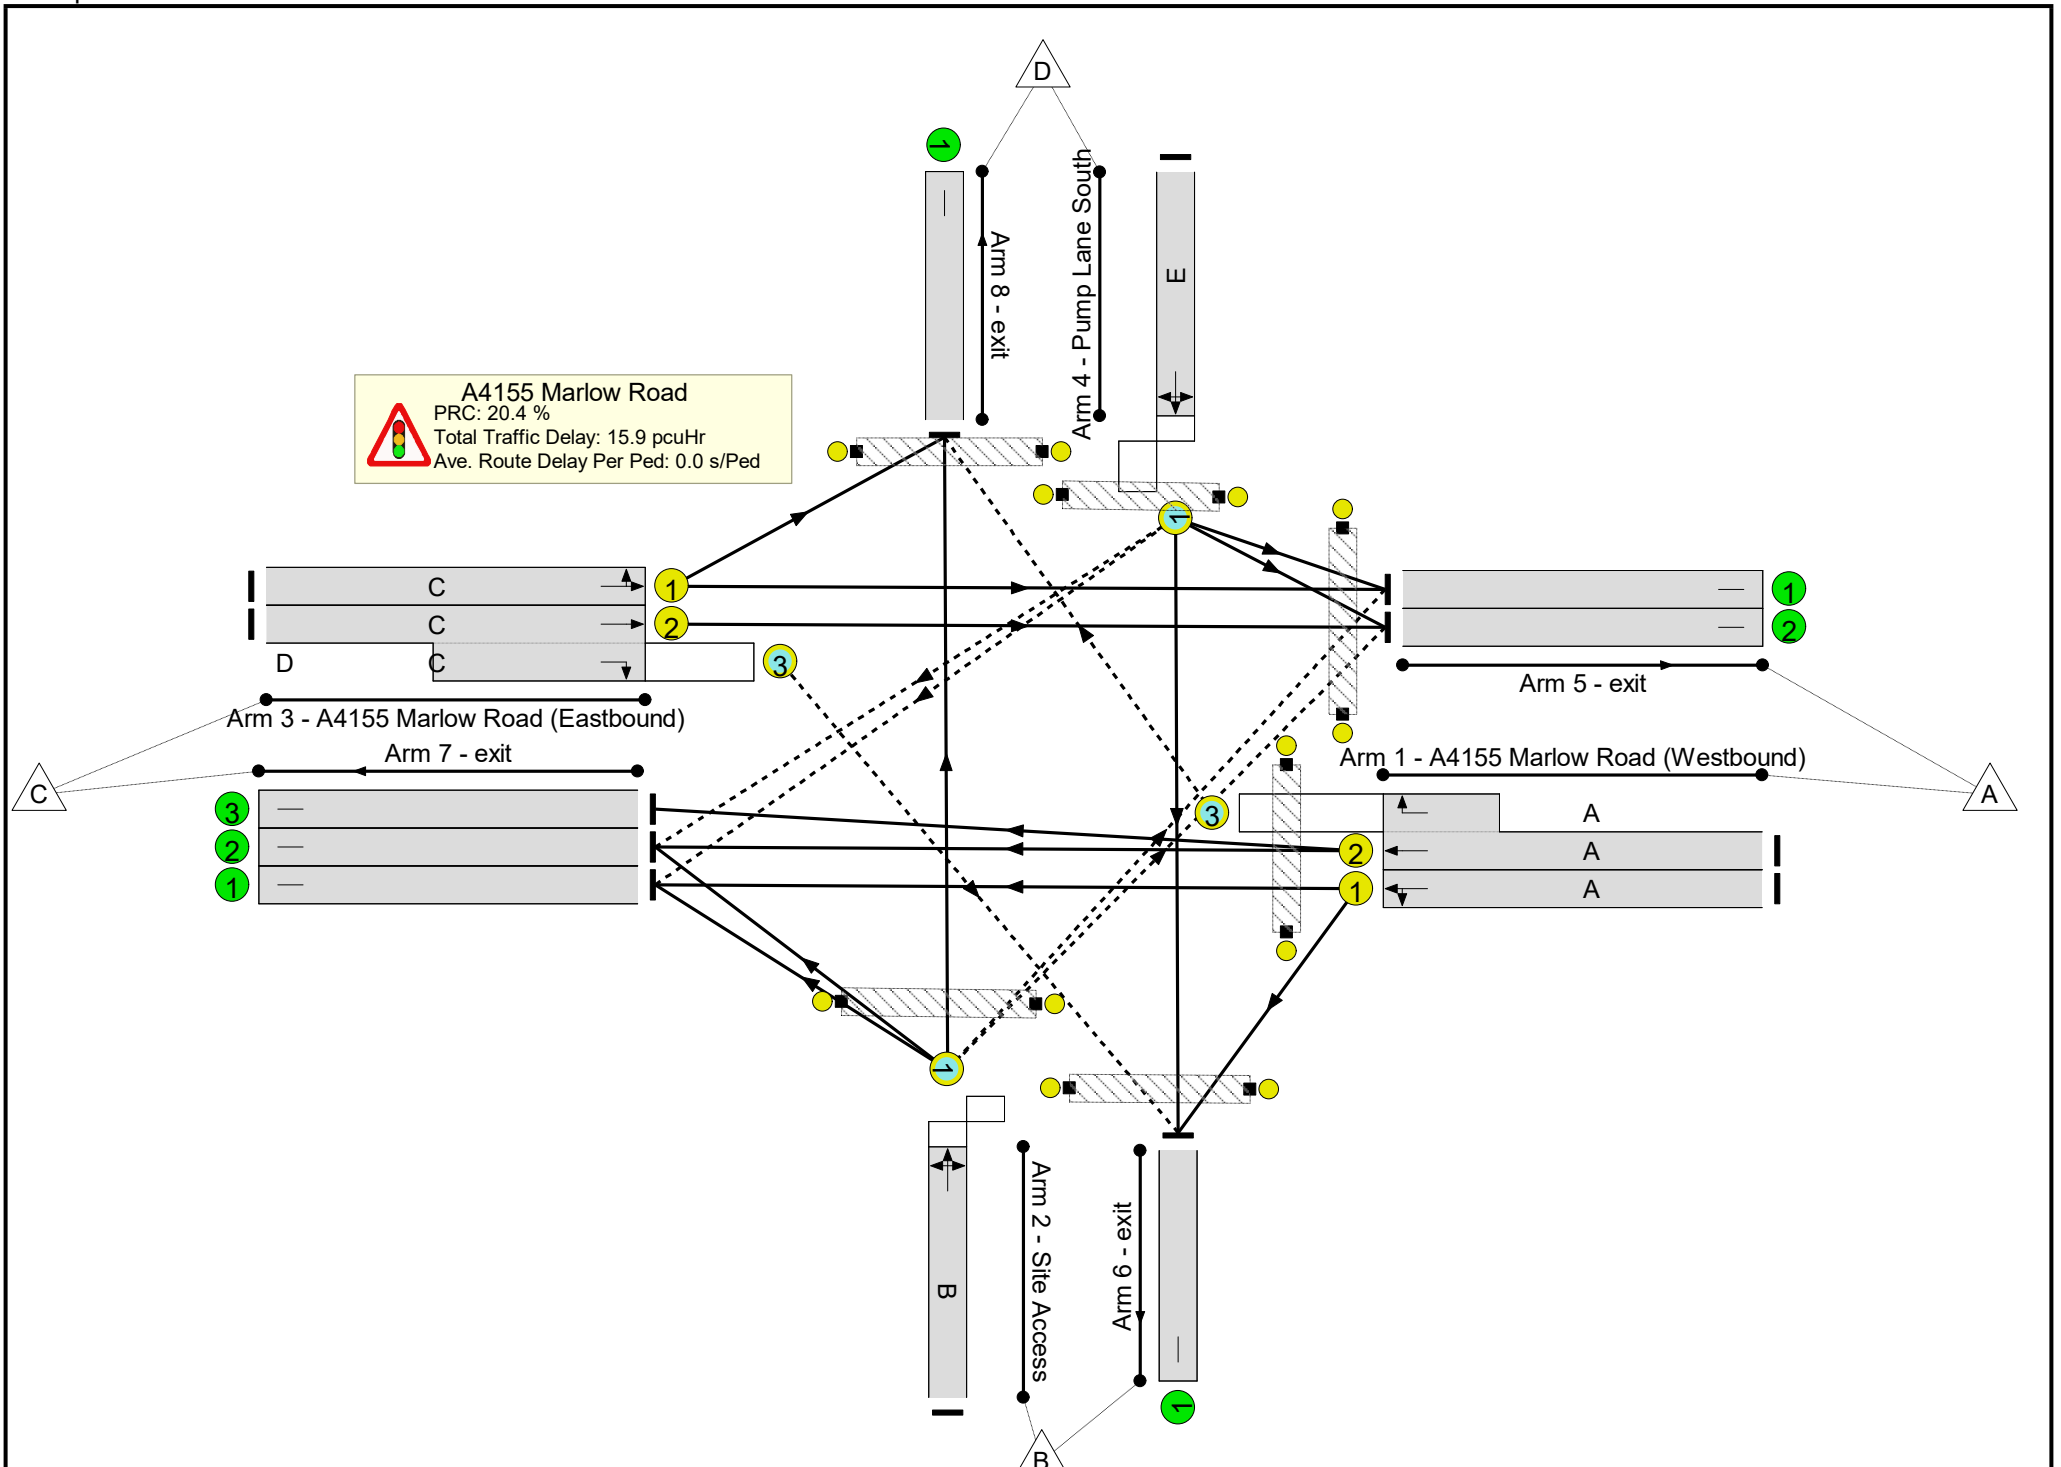 D
1
Arm 8 - exit
Arm 4 - Pump Lane South
E
A4155 Marlow Road
PRC: 20.4 %
Total Traffic Delay: 15.9 pcuHr
Ave. Route Delay Per Ped: 0.0 s/Ped
1
C
1
1
C
2
2
D
C
3
Arm 5 - exit
Arm 3 - A4155 Marlow Road (Eastbound)
Arm 7 - exit
Arm 1 - A4155 Marlow Road (Westbound)
C
A
3
3
A
2
2
A
1
1
A
1
Arm 2 - Site Access
Arm 6 - exit
B
1
B